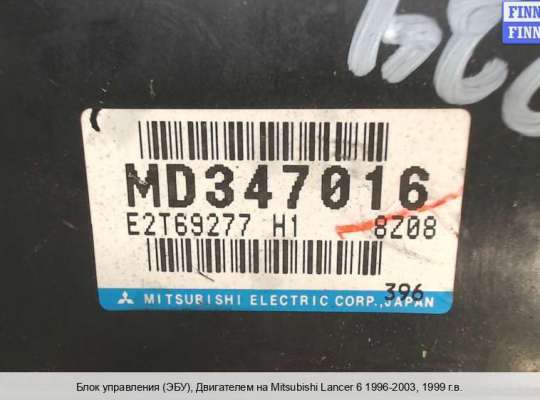 FINN
FINN
MD347016
E2T69277 H1 8Z08
396
MITSUBISHI ELECTRIC CORP., JAPAN
Блок управления (ЭБУ), Двигателем на Mitsubishi Lancer 6 1996-2003, 1999 г.в.